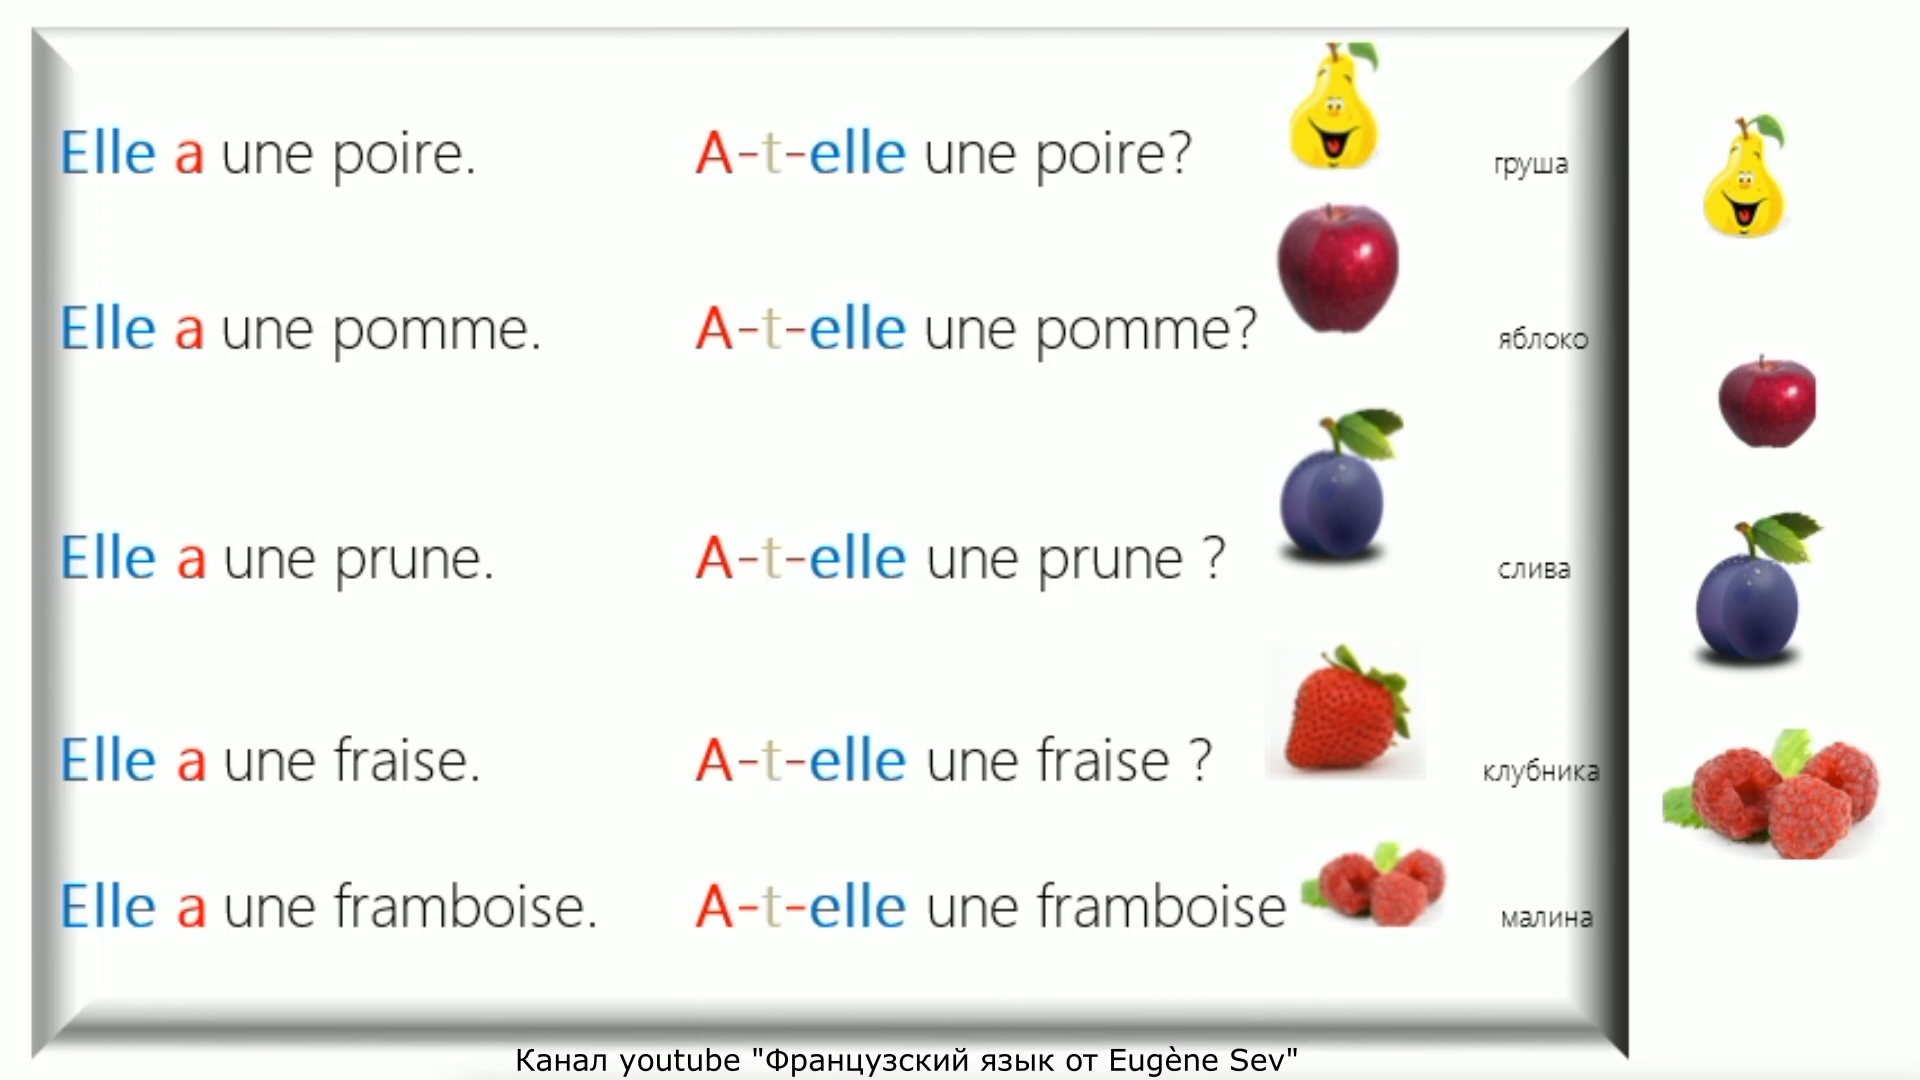 Elle a une poire. A-t-elle une poire? груша
Elle a une pomme. A-t-elle une pomme? яблоко
Elle a une prune. A-t-elle une prune ? слива
Elle a une fraise. A-t-elle une fraise ? клубника
Elle a une framboise. A-t-elle une framboise малина
Канал youtube "Французский язык от Eugène Sev"